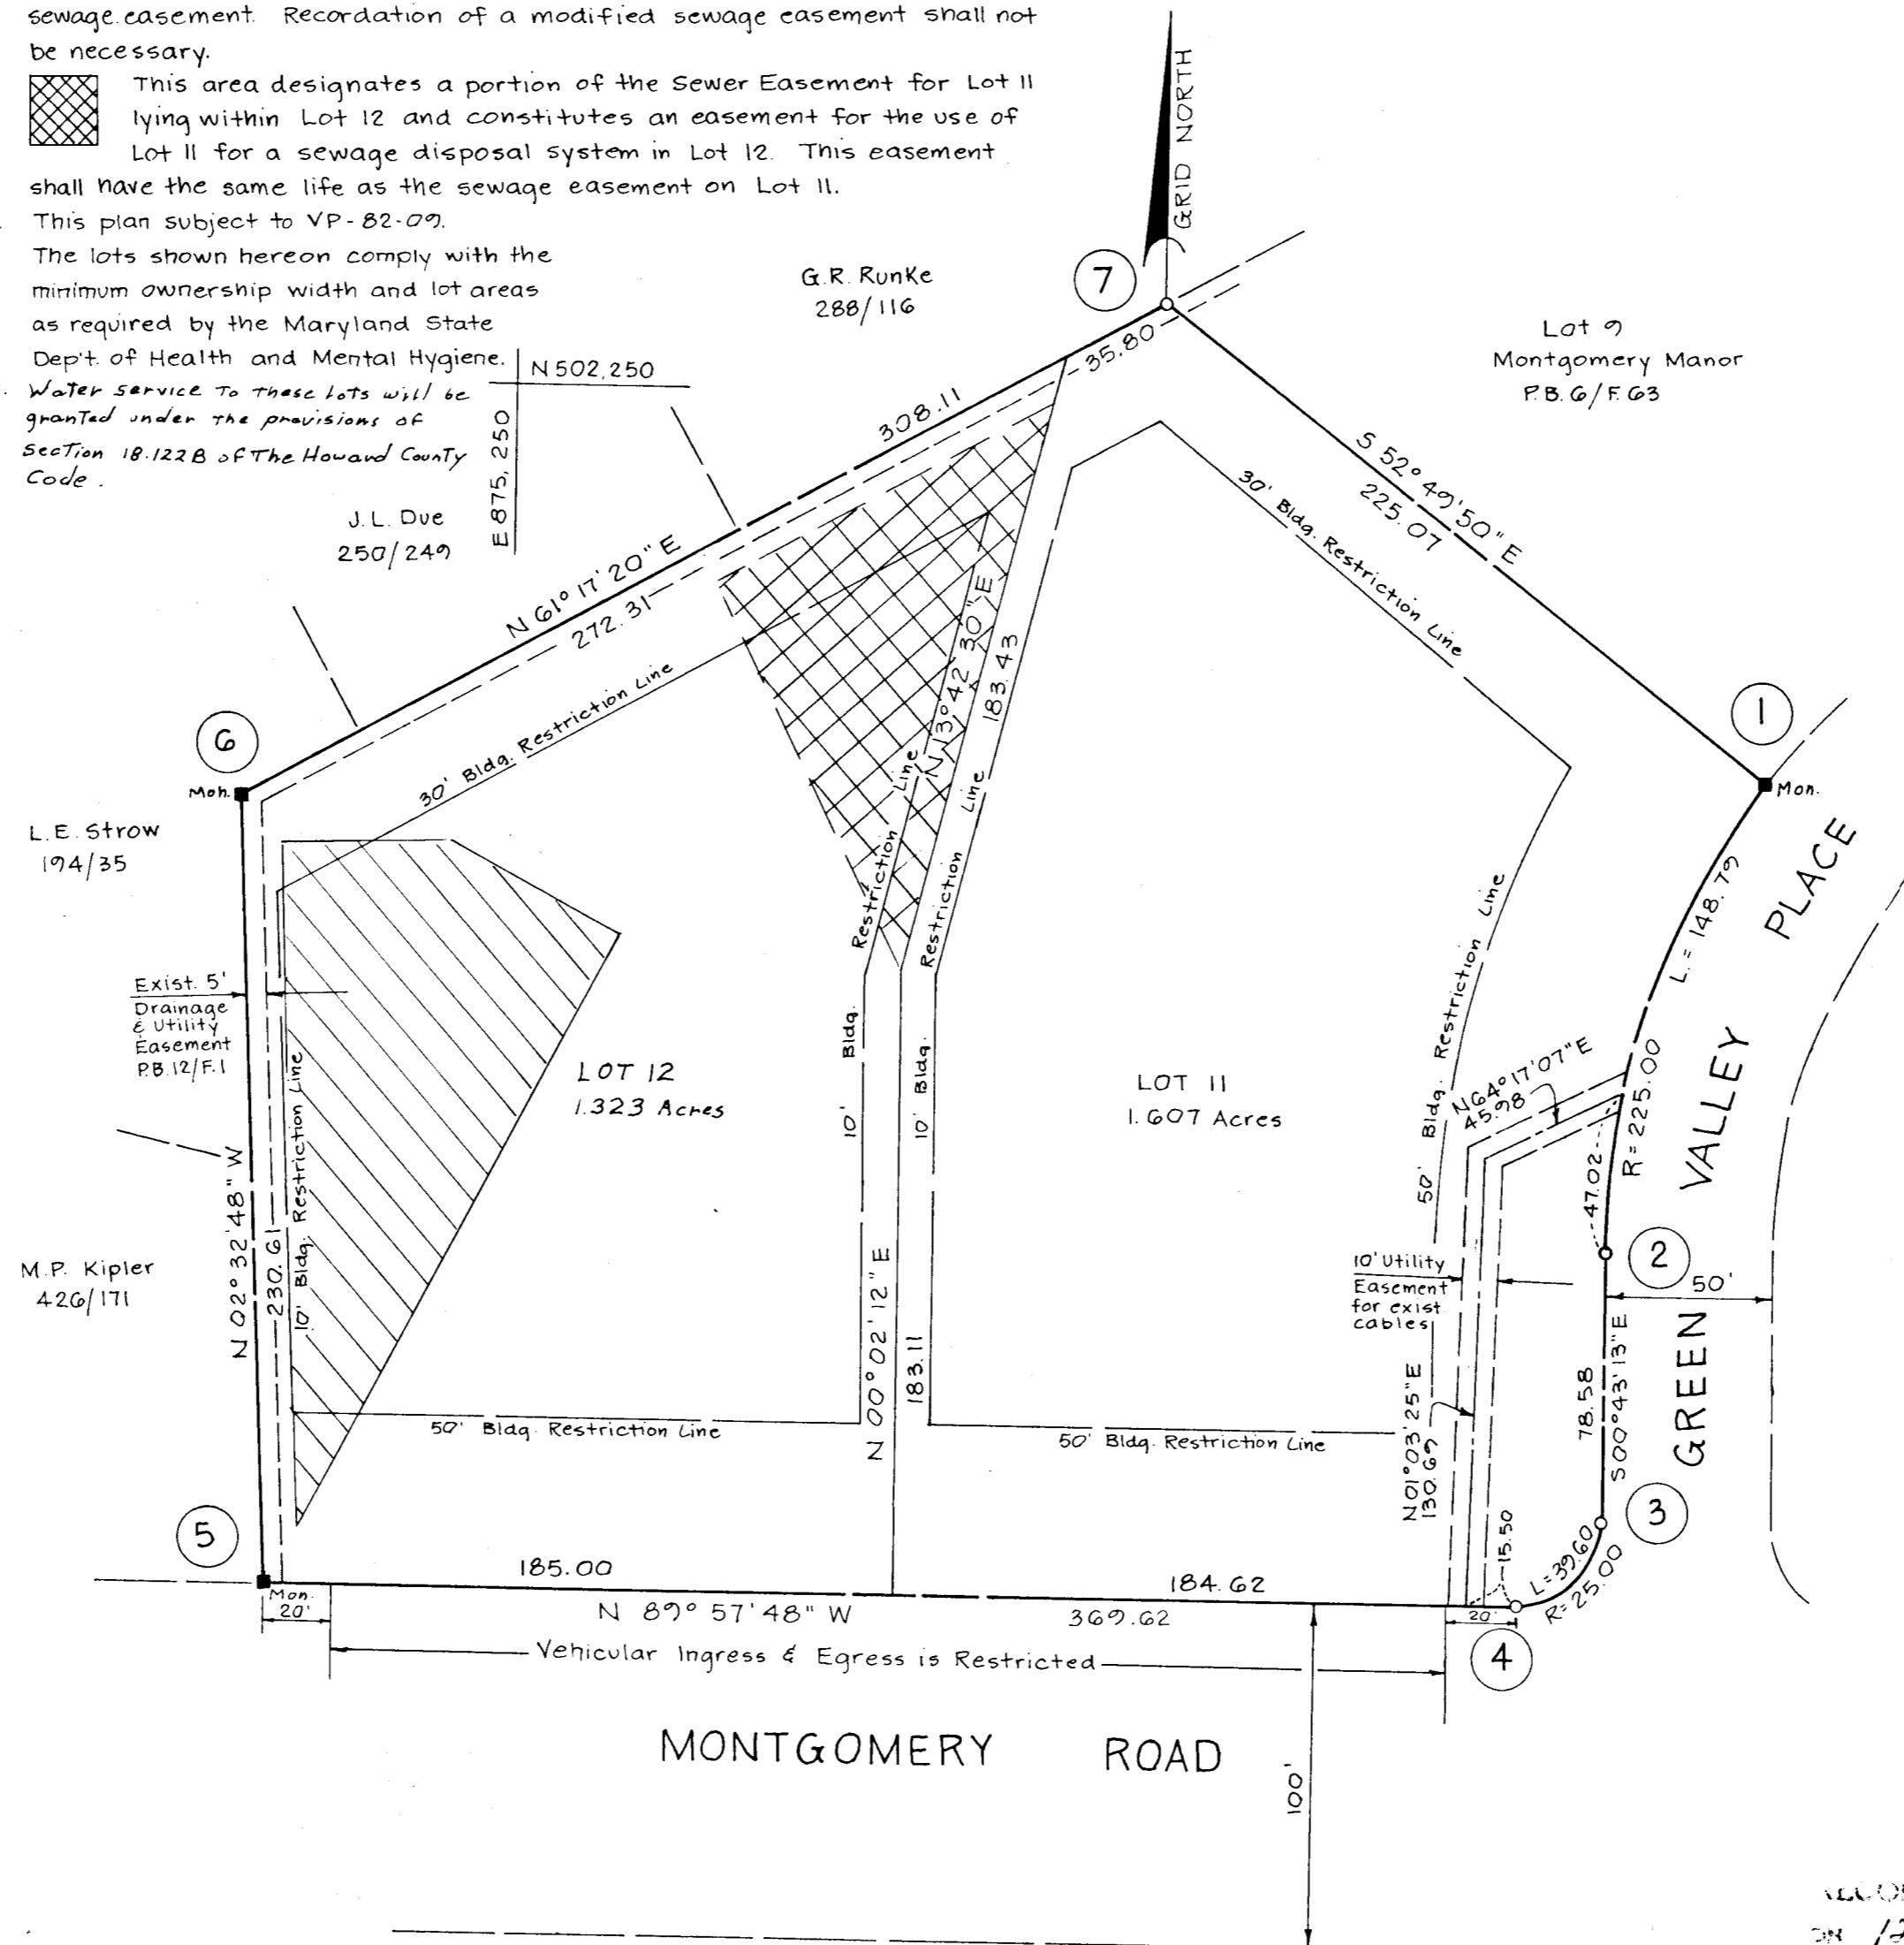 sewage easement. Recordation of a modified sewage easement shall not
be necessary.
This area designates a portion of the Sewer Easement for Lot 11
lying within Lot 12 and constitutes an easement for the use of
Lot 11 for a sewage disposal system in Lot 12. This easement
shall have the same life as the sewage easement on Lot 11.
This plan subject to VP-82-09.
The lots shown hereon comply with the
minimum ownership width and lot areas
as required by the Maryland State
Dep't. of Health and Mental Hygiene.
Water service To These Lots will be
granted under the provisions of
Section 18.122B of The Howard County
Code.
N 502,250
E 875,250
GRID NORTH
G.R. Runke
288/116
7
Lot 9
Montgomery Manor
P.B. 6/F. 63
35.80
308.11
S 52° 49' 50" E
225.07
30' Bldg. Restriction Line
J.L. Due
250/249
N 61° 17' 20" E
272.31
30' Bldg. Restriction Line
N 13° 42' 30" E
183.43
6
Mon.
1
Mon.
L.E. Strow
194/35
Exist. 5'
Drainage
& Utility
Easement
P.B. 12/F.1
10' Bldg. Restriction Line
10' Bldg. Restriction Line
L. = 148.79
R = 225.00
GREEN VALLEY PLACE
LOT 12
1.323 Acres
LOT 11
1.607 Acres
50' Bldg. Restriction Line
N 64° 17' 07" E
45.98
47.02
2
50'
M.P. Kipler
426/171
N 02° 32' 48" W
230.61
10' Bldg. Restriction Line
N 00° 02' 12" E
183.11
10' Utility
Easement
for exist
cables
N 01° 03' 25" E
130.69
78.58
S 00° 43' 13" E
50' Bldg. Restriction Line
50' Bldg. Restriction Line
3
15.50
L = 39.60
R = 25.00
5
Mon.
20'
185.00
184.62
N 89° 57' 48" W
369.62
20'
4
Vehicular Ingress & Egress is Restricted
MONTGOMERY ROAD
100'